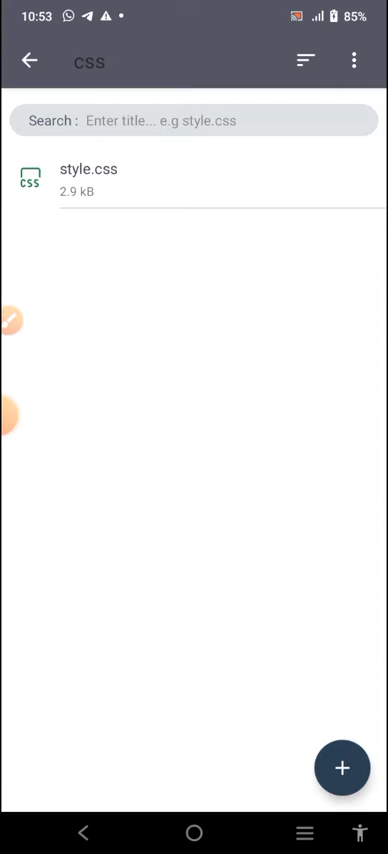 10:53 85%
css
Search : Enter title... e.g style.css
style.css
CSS
2.9 kB